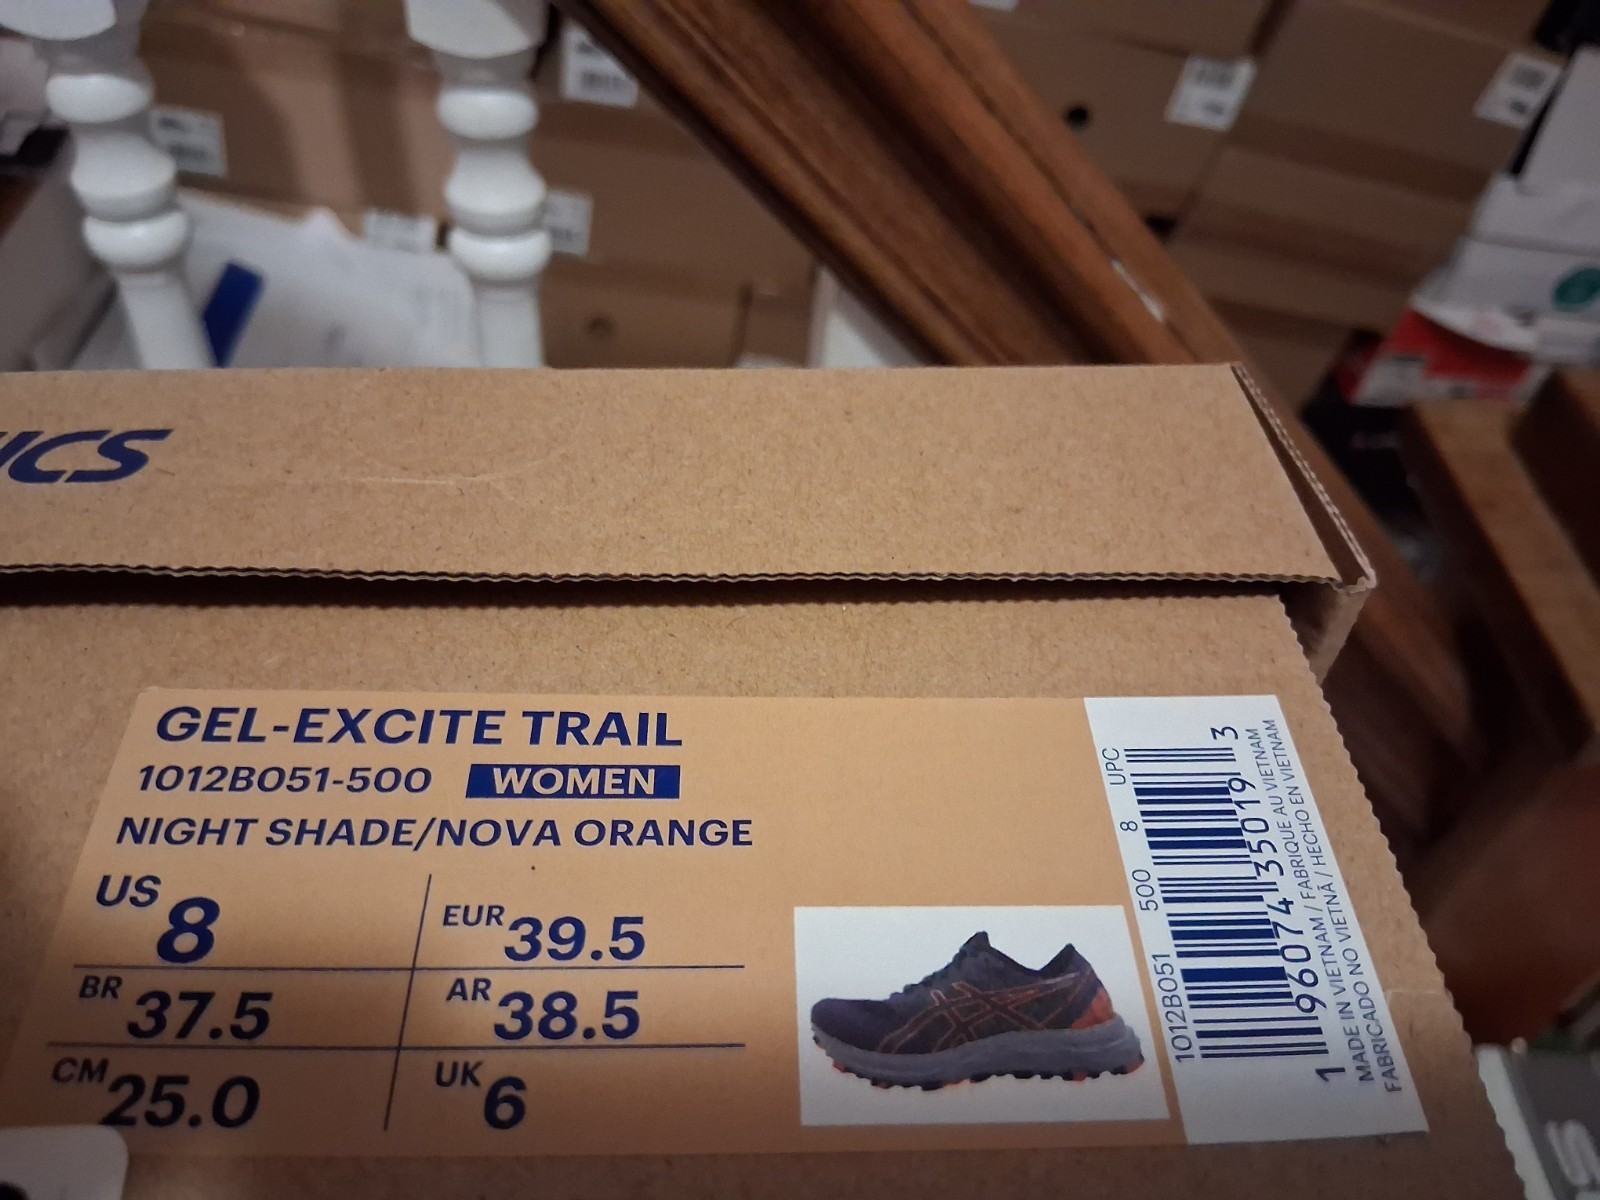 GEL-EXCITE TRAIL
1012B051-500 WOMEN
NIGHT SHADE/NOVA ORANGE
US 8
EUR 39.5
BR 37.5
AR 38.5
CM 25.0
UK 6
1012B051 500 8 UPC
1 96074 35019 3
MADE IN VIETNAM / FABRIQUE AU VIETNAM
FABRICADO NO VIETNÃ / HECHO EN VIETNAM